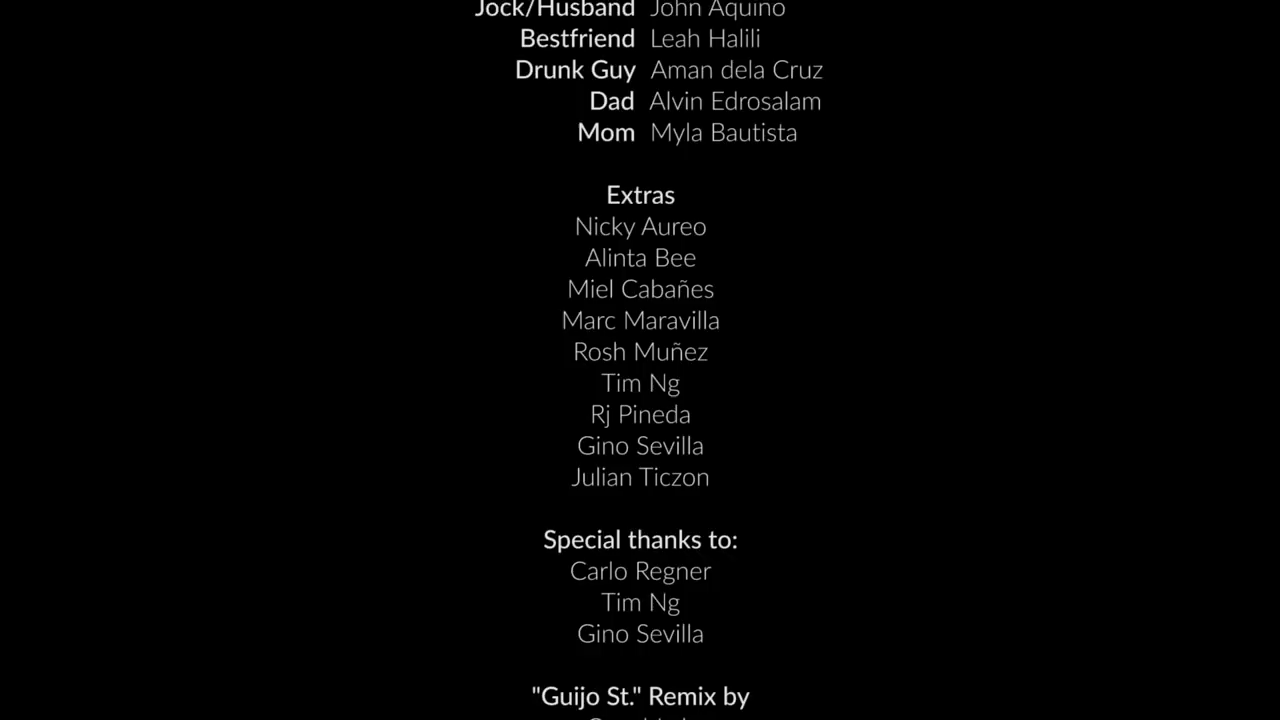 Jock/Husband John Aquino
Bestfriend Leah Halili
Drunk Guy Aman dela Cruz
Dad Alvin Edrosalam
Mom Myla Bautista
Extras
Nicky Aureo
Alinta Bee
Miel Cabañes
Marc Maravilla
Rosh Muñez
Tim Ng
Rj Pineda
Gino Sevilla
Julian Ticzon
Special thanks to:
Carlo Regner
Tim Ng
Gino Sevilla
"Guijo St." Remix by